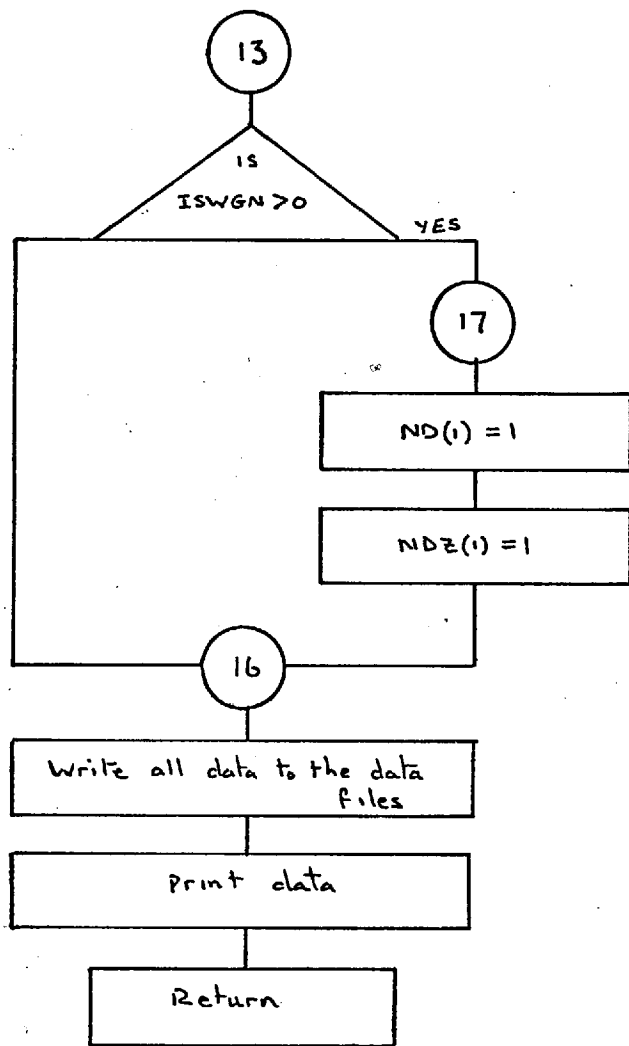 13
IS
ISWGN >0
YES
17
ND(1) = 1
NDZ(1) = 1
16
Write all data to the data
files
Print data
Return